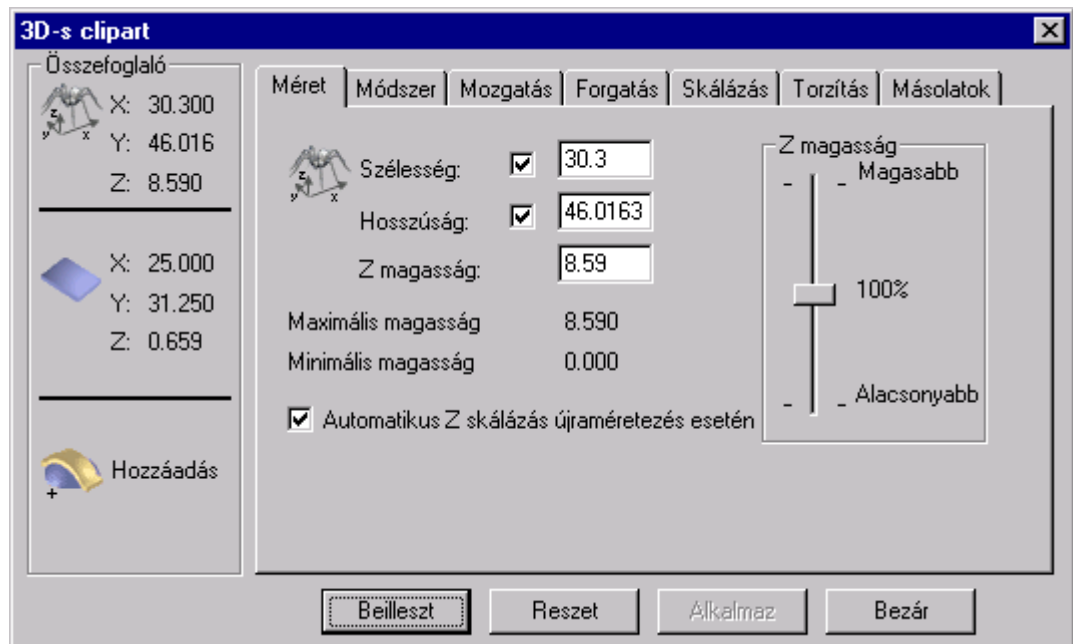 3D-s clipart
Összefoglaló
X: 30.300
Y: 46.016
Z: 8.590
X: 25.000
Y: 31.250
Z: 0.659
Hozzáadás
Méret Módszer Mozgatás Forgatás Skálázás Torzítás Másolatok
Szélesség: 30.3
Hosszúság: 46.0163
Z magasság: 8.59
Maximális magasság 8.590
Minimális magasság 0.000
Automatikus Z skálázás újraméretezés esetén
Z magasság
Magasabb
100%
Alacsonyabb
Beilleszt Reszet Alkalmaz Bezár